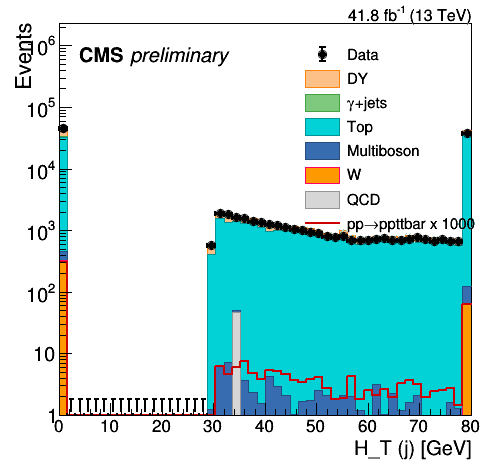 41.8 fb⁻¹ (13 TeV)
Events
CMS preliminary
Data
DY
γ+jets
Top
Multiboson
W
QCD
pp→ppttbar x 1000
10⁶
10⁵
10⁴
10³
10²
10
1
0 10 20 30 40 50 60 70 80
H_T (j) [GeV]